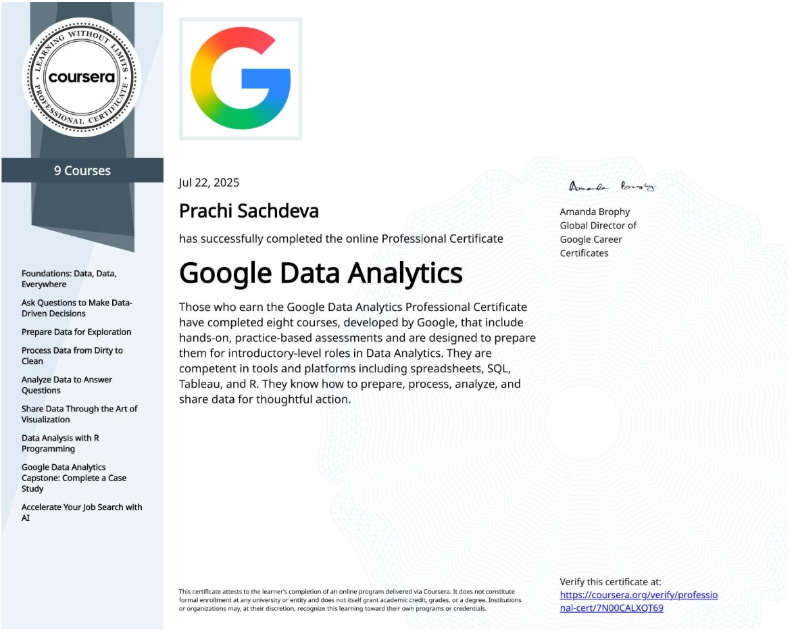 LEARNING WITHOUT LIMITS
coursera
PROFESSIONAL CERTIFICATE
9 Courses
Foundations: Data, Data,
Everywhere
Ask Questions to Make Data-
Driven Decisions
Prepare Data for Exploration
Process Data from Dirty to
Clean
Analyze Data to Answer
Questions
Share Data Through the Art of
Visualization
Data Analysis with R
Programming
Google Data Analytics
Capstone: Complete a Case
Study
Accelerate Your Job Search with
AI
G
Jul 22, 2025
Prachi Sachdeva
has successfully completed the online Professional Certificate
Google Data Analytics
Those who earn the Google Data Analytics Professional Certificate
have completed eight courses, developed by Google, that include
hands-on, practice-based assessments and are designed to prepare
them for introductory-level roles in Data Analytics. They are
competent in tools and platforms including spreadsheets, SQL,
Tableau, and R. They know how to prepare, process, analyze, and
share data for thoughtful action.
Amanda Brophy
Amanda Brophy
Global Director of
Google Career
Certificates
This certificate attests to the learner's completion of an online program delivered via Coursera. It does not constitute
formal enrollment at any university or entity and does not itself grant academic credit, grades, or a degree. Institutions
or organizations may, at their discretion, recognize this learning toward their own programs or credentials.
Verify this certificate at:
https://coursera.org/verify/professio
nal-cert/7N00CALXQT69